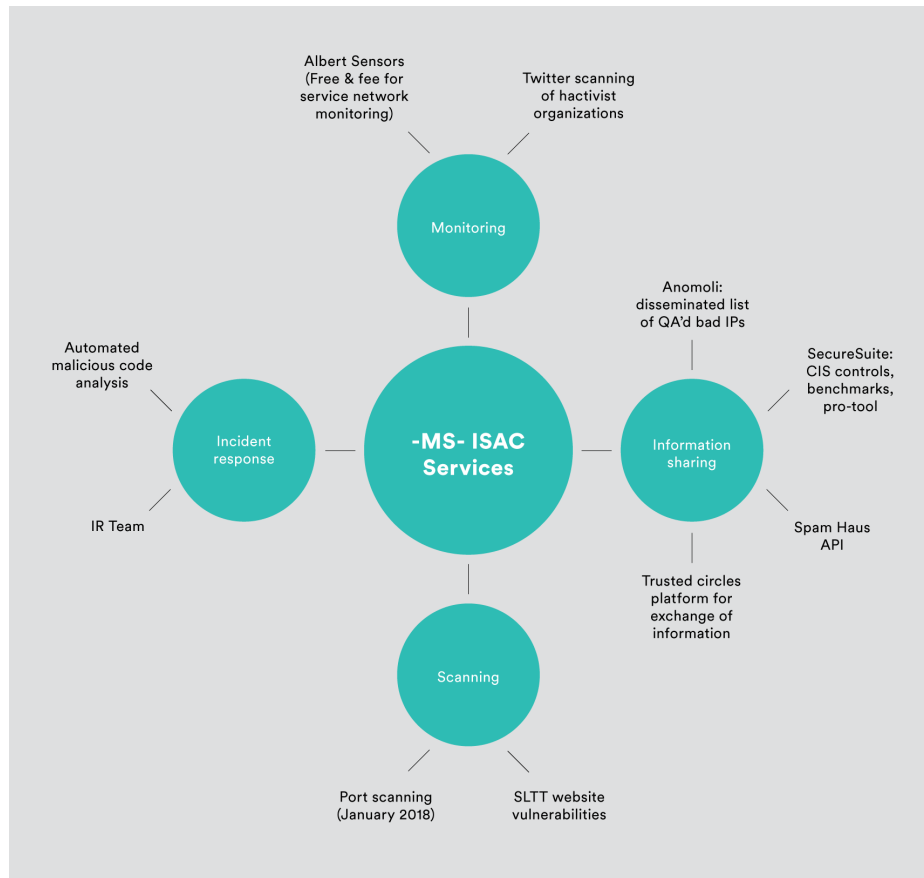 Albert Sensors
(Free & fee for
service network
monitoring)
Twitter scanning
of hactivist
organizations
Monitoring
Anomoli:
disseminated list
of QA'd bad IPs
SecureSuite:
CIS controls,
benchmarks,
pro-tool
Automated
malicious code
analysis
Incident
response
-MS- ISAC
Services
Information
sharing
IR Team
Spam Haus
API
Trusted circles
platform for
exchange of
information
Scanning
Port scanning
(January 2018)
SLTT website
vulnerabilities